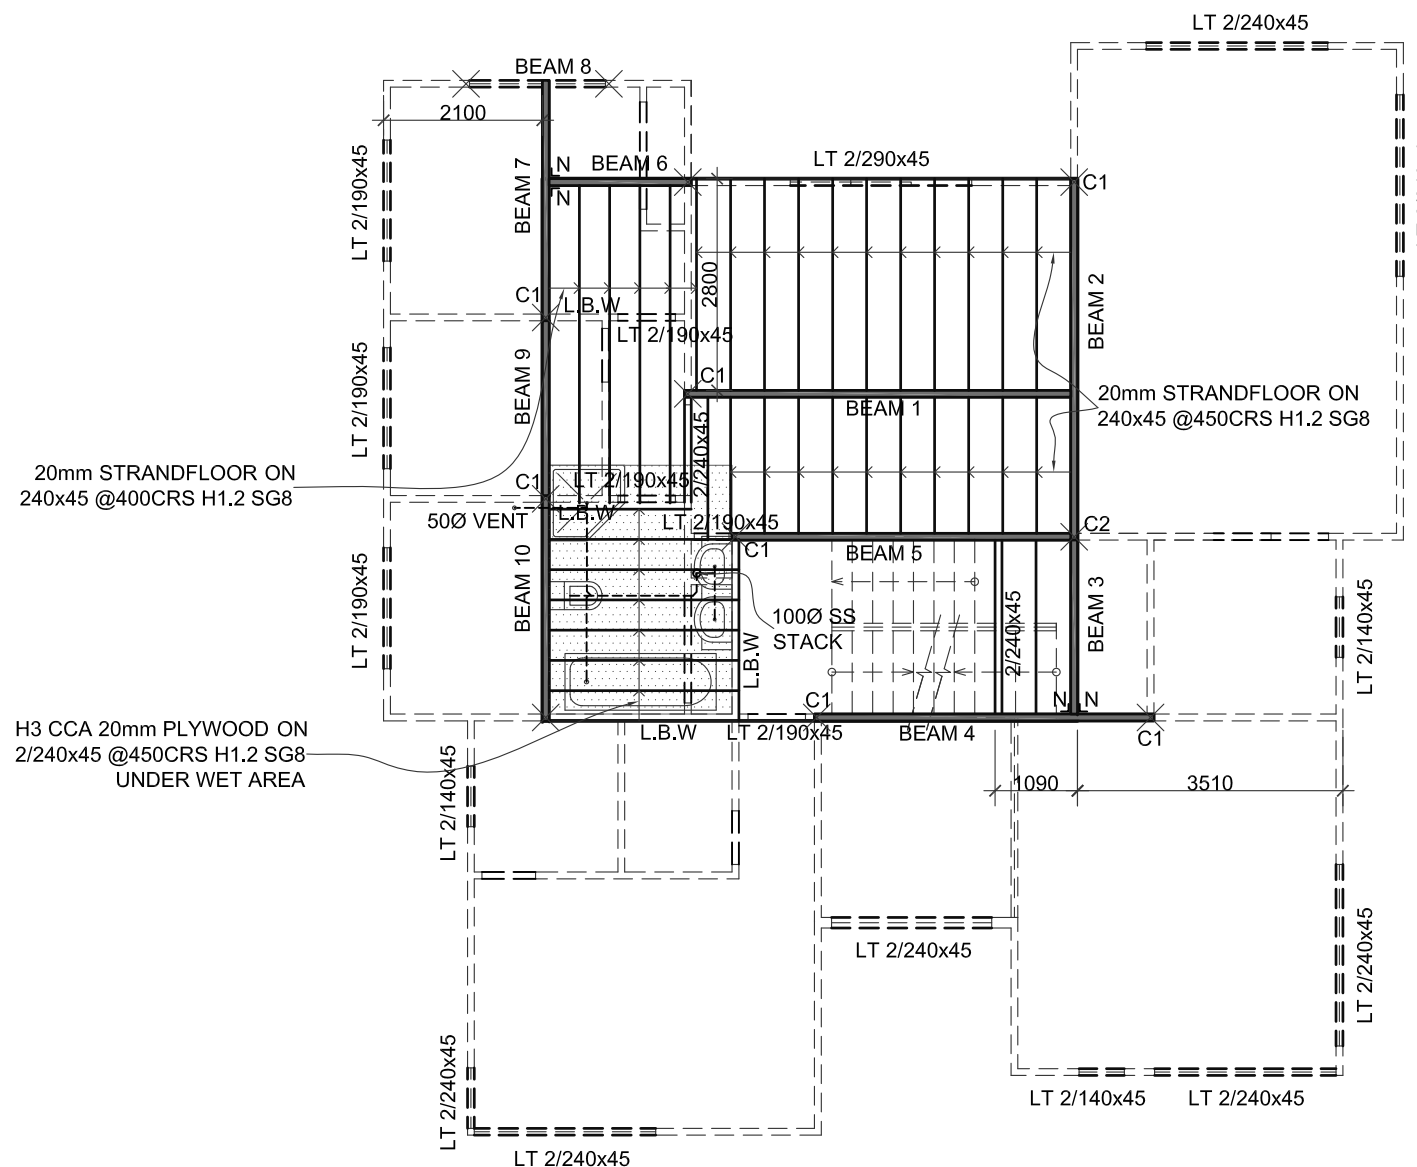 LT 2/240x45
BEAM 8
2100
LT 2/190x45
BEAM 7
N
N
BEAM 6
LT 2/290x45
C1
2800
BEAM 2
C1
L.B.W
LT 2/190x45
LT 2/190x45
BEAM 9
C1
BEAM 1
2/240x45
20mm STRANDFLOOR ON
240x45 @450CRS H1.2 SG8
20mm STRANDFLOOR ON
240x45 @400CRS H1.2 SG8
C1
LT 2/190x45
L.B.W
50Ø VENT
LT 2/190x45
C1
BEAM 5
C2
LT 2/190x45
BEAM 10
100Ø SS
STACK
L.B.W
2/240x45
BEAM 3
LT 2/140x45
H3 CCA 20mm PLYWOOD ON
2/240x45 @450CRS H1.2 SG8
UNDER WET AREA
L.B.W
LT 2/190x45
C1
BEAM 4
N
N
C1
LT 2/140x45
1090
3510
LT 2/240x45
LT 2/240x45
LT 2/240x45
LT 2/240x45
LT 2/140x45
LT 2/240x45